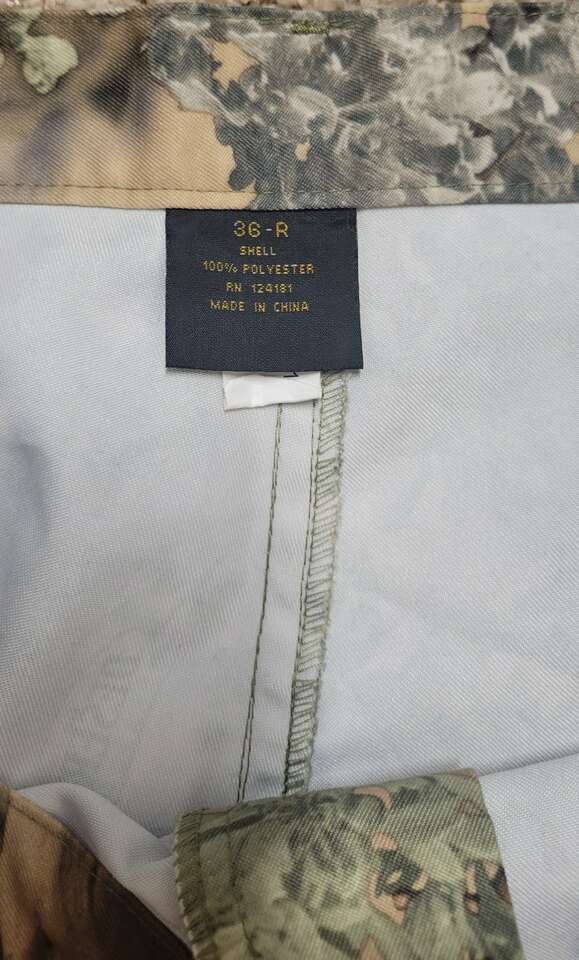 36-R
SHELL
100% POLYESTER
RN 124181
MADE IN CHINA